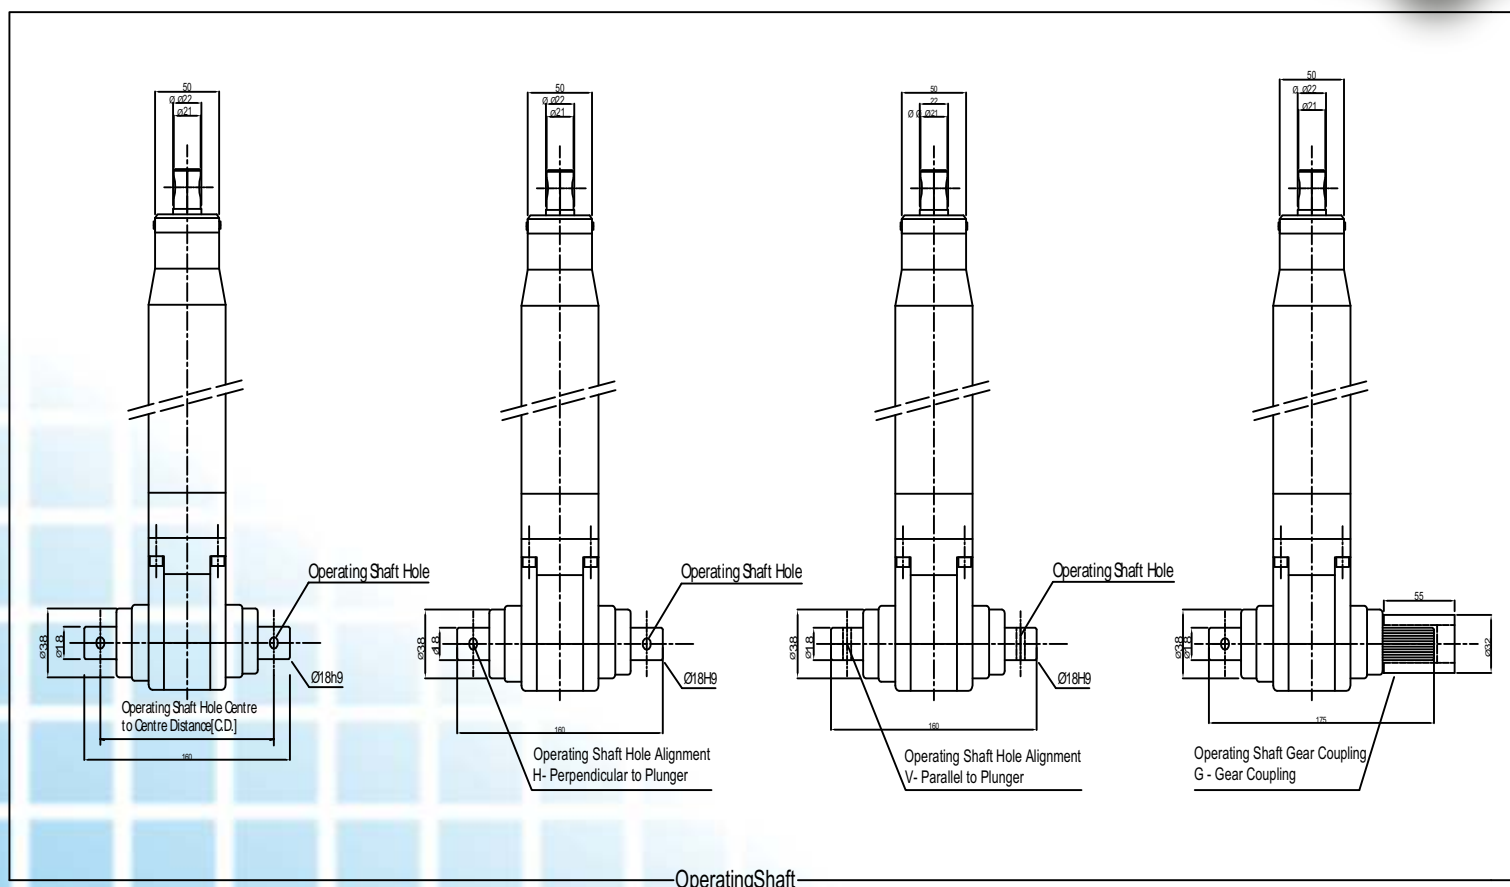 50
Ø Ø22
Ø21
Operating Shaft Hole
Ø38
Ø18
Ø18h9
Operating Shaft Hole Centre
to Centre Distance[C.D.]
160
50
Ø Ø22
Ø21
Operating Shaft Hole
Ø38
Ø18
Ø18H9
160
Operating Shaft Hole Alignment
H- Perpendicular to Plunger
50
22
Ø Ø Ø21
Operating Shaft Hole
Ø38
Ø18
Ø18H9
160
Operating Shaft Hole Alignment
V- Parallel to Plunger
50
Ø Ø22
Ø21
55
Ø38
Ø18
Ø32
175
Operating Shaft Gear Coupling
G - Gear Coupling
OperatingShaft